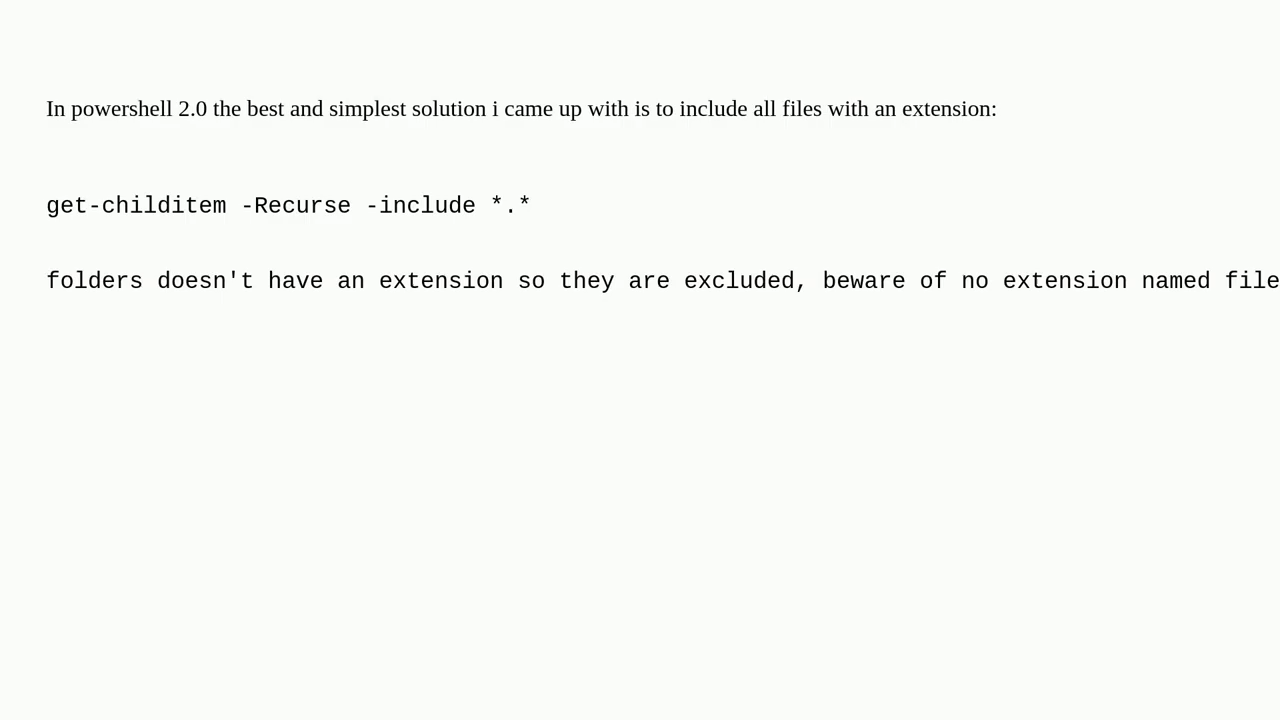 In powershell 2.0 the best and simplest solution i came up with is to include all files with an extension:
get-childitem -Recurse -include *.*
folders doesn't have an extension so they are excluded, beware of no extension named file